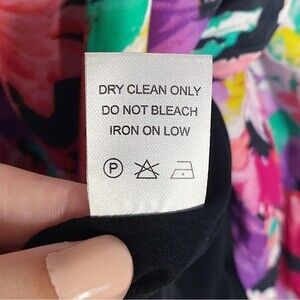 DRY CLEAN ONLY
DO NOT BLEACH
IRON ON LOW
P